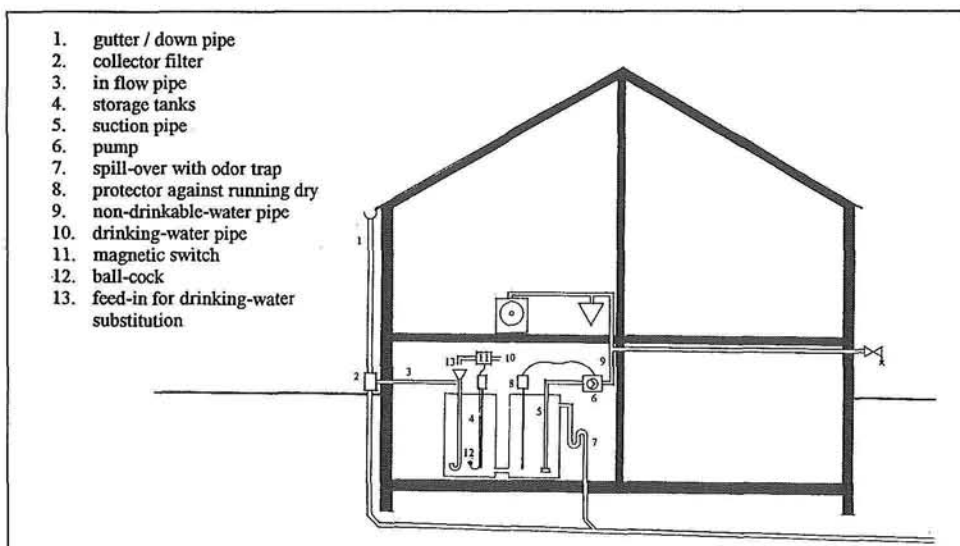 1. gutter / down pipe
2. collector filter
3. in flow pipe
4. storage tanks
5. suction pipe
6. pump
7. spill-over with odor trap
8. protector against running dry
9. non-drinkable-water pipe
10. drinking-water pipe
11. magnetic switch
12. ball-cock
13. feed-in for drinking-water
substitution
1
13
11
10
9
2
3
8
6
4
5
7
12